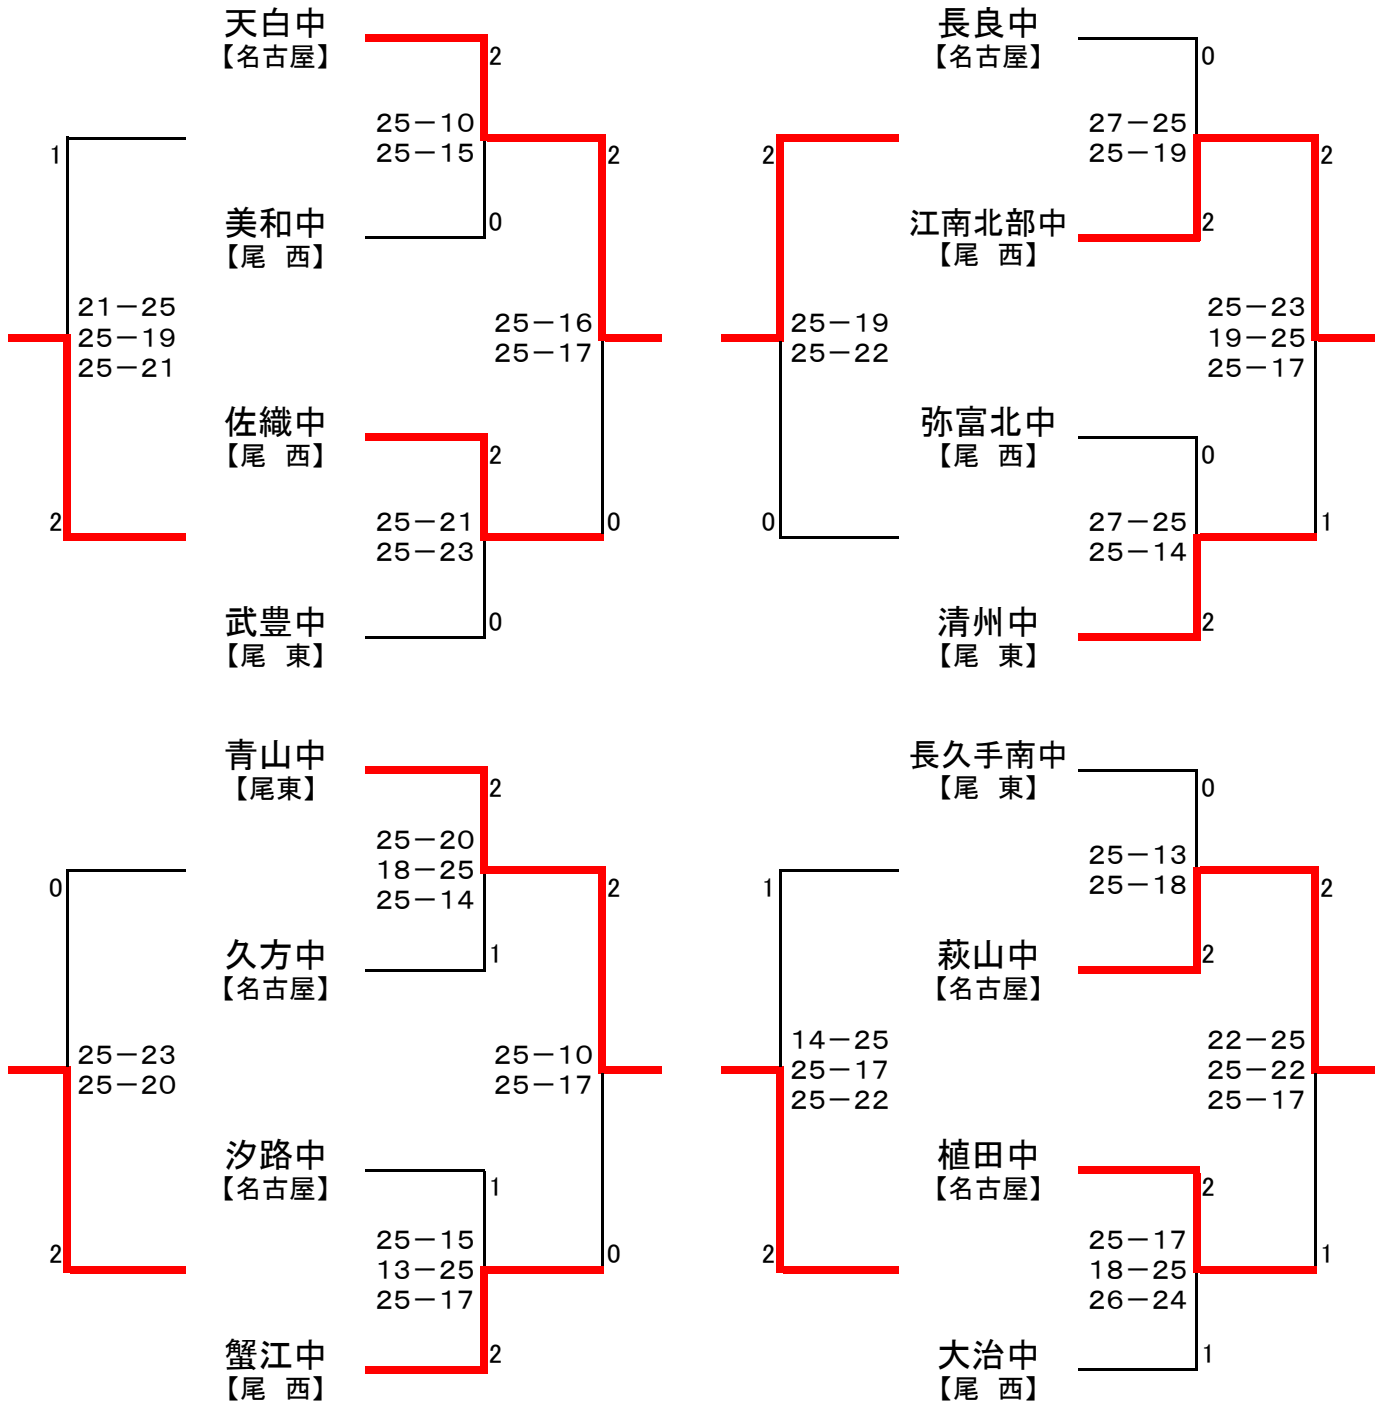 天白中
【名古屋】
2
25－10
25－15
1
2
美和中
【尾　西】
0
21－25
25－19
25－21
25－16
25－17
佐織中
【尾　西】
2
25－21
25－23
2
0
武豊中
【尾　東】
0
長良中
【名古屋】
0
27－25
25－19
2
2
江南北部中
【尾　西】
2
25－19
25－22
25－23
19－25
25－17
弥富北中
【尾　西】
0
27－25
25－14
0
1
清州中
【尾　東】
2
青山中
【尾東】
2
25－20
18－25
25－14
0
2
久方中
【名古屋】
1
25－23
25－20
25－10
25－17
汐路中
【名古屋】
1
25－15
13－25
25－17
2
0
蟹江中
【尾　西】
2
長久手南中
【尾　東】
0
25－13
25－18
1
2
萩山中
【名古屋】
2
14－25
25－17
25－22
22－25
25－22
25－17
植田中
【名古屋】
2
25－17
18－25
26－24
2
1
大治中
【尾　西】
1